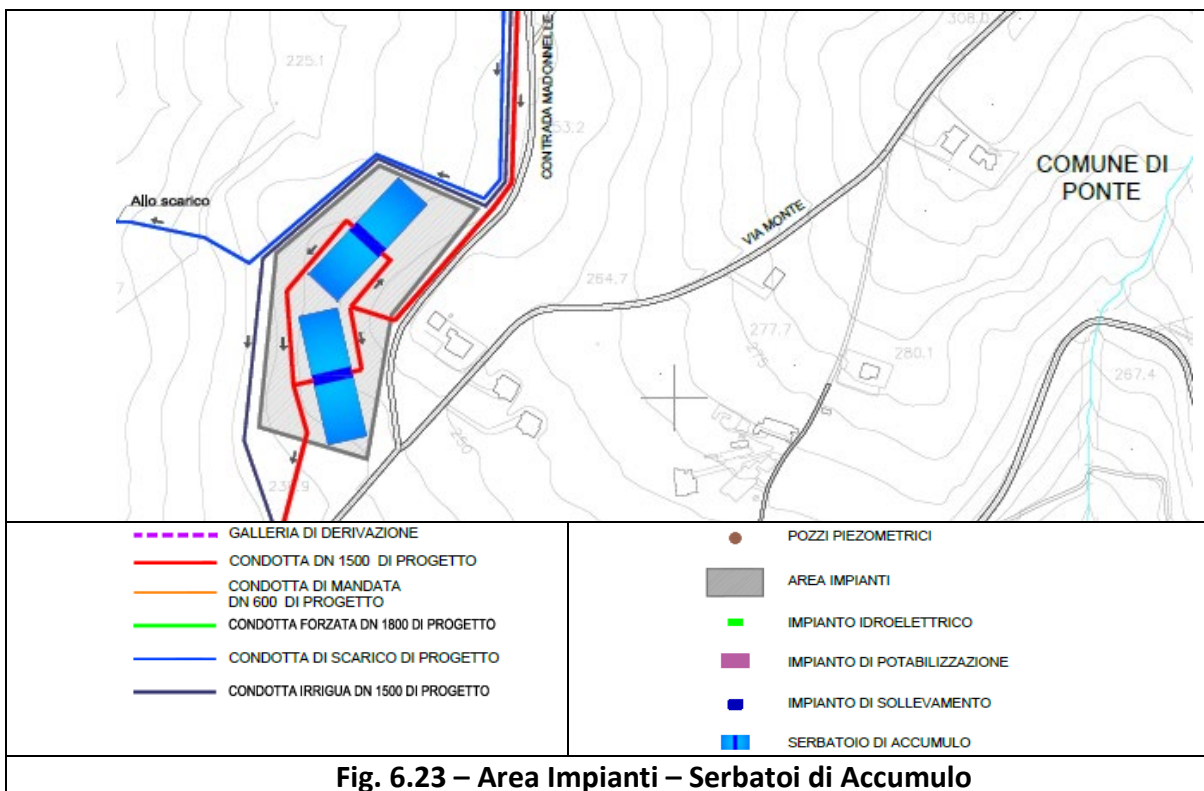 225.1
308.0
CONTRADA MADONNELLE
53.2
COMUNE DI
PONTE
Allo scarico
VIA MONTE
264.7
277.7
275
280.1
267.4
250
GALLERIA DI DERIVAZIONE
CONDOTTA DN 1500 DI PROGETTO
CONDOTTA DI MANDATA
DN 600 DI PROGETTO
CONDOTTA FORZATA DN 1800 DI PROGETTO
CONDOTTA DI SCARICO DI PROGETTO
CONDOTTA IRRIGUA DN 1500 DI PROGETTO
POZZI PIEZOMETRICI
AREA IMPIANTI
IMPIANTO IDROELETTRICO
IMPIANTO DI POTABILIZZAZIONE
IMPIANTO DI SOLLEVAMENTO
SERBATOIO DI ACCUMULO
Fig. 6.23 – Area Impianti – Serbatoi di Accumulo